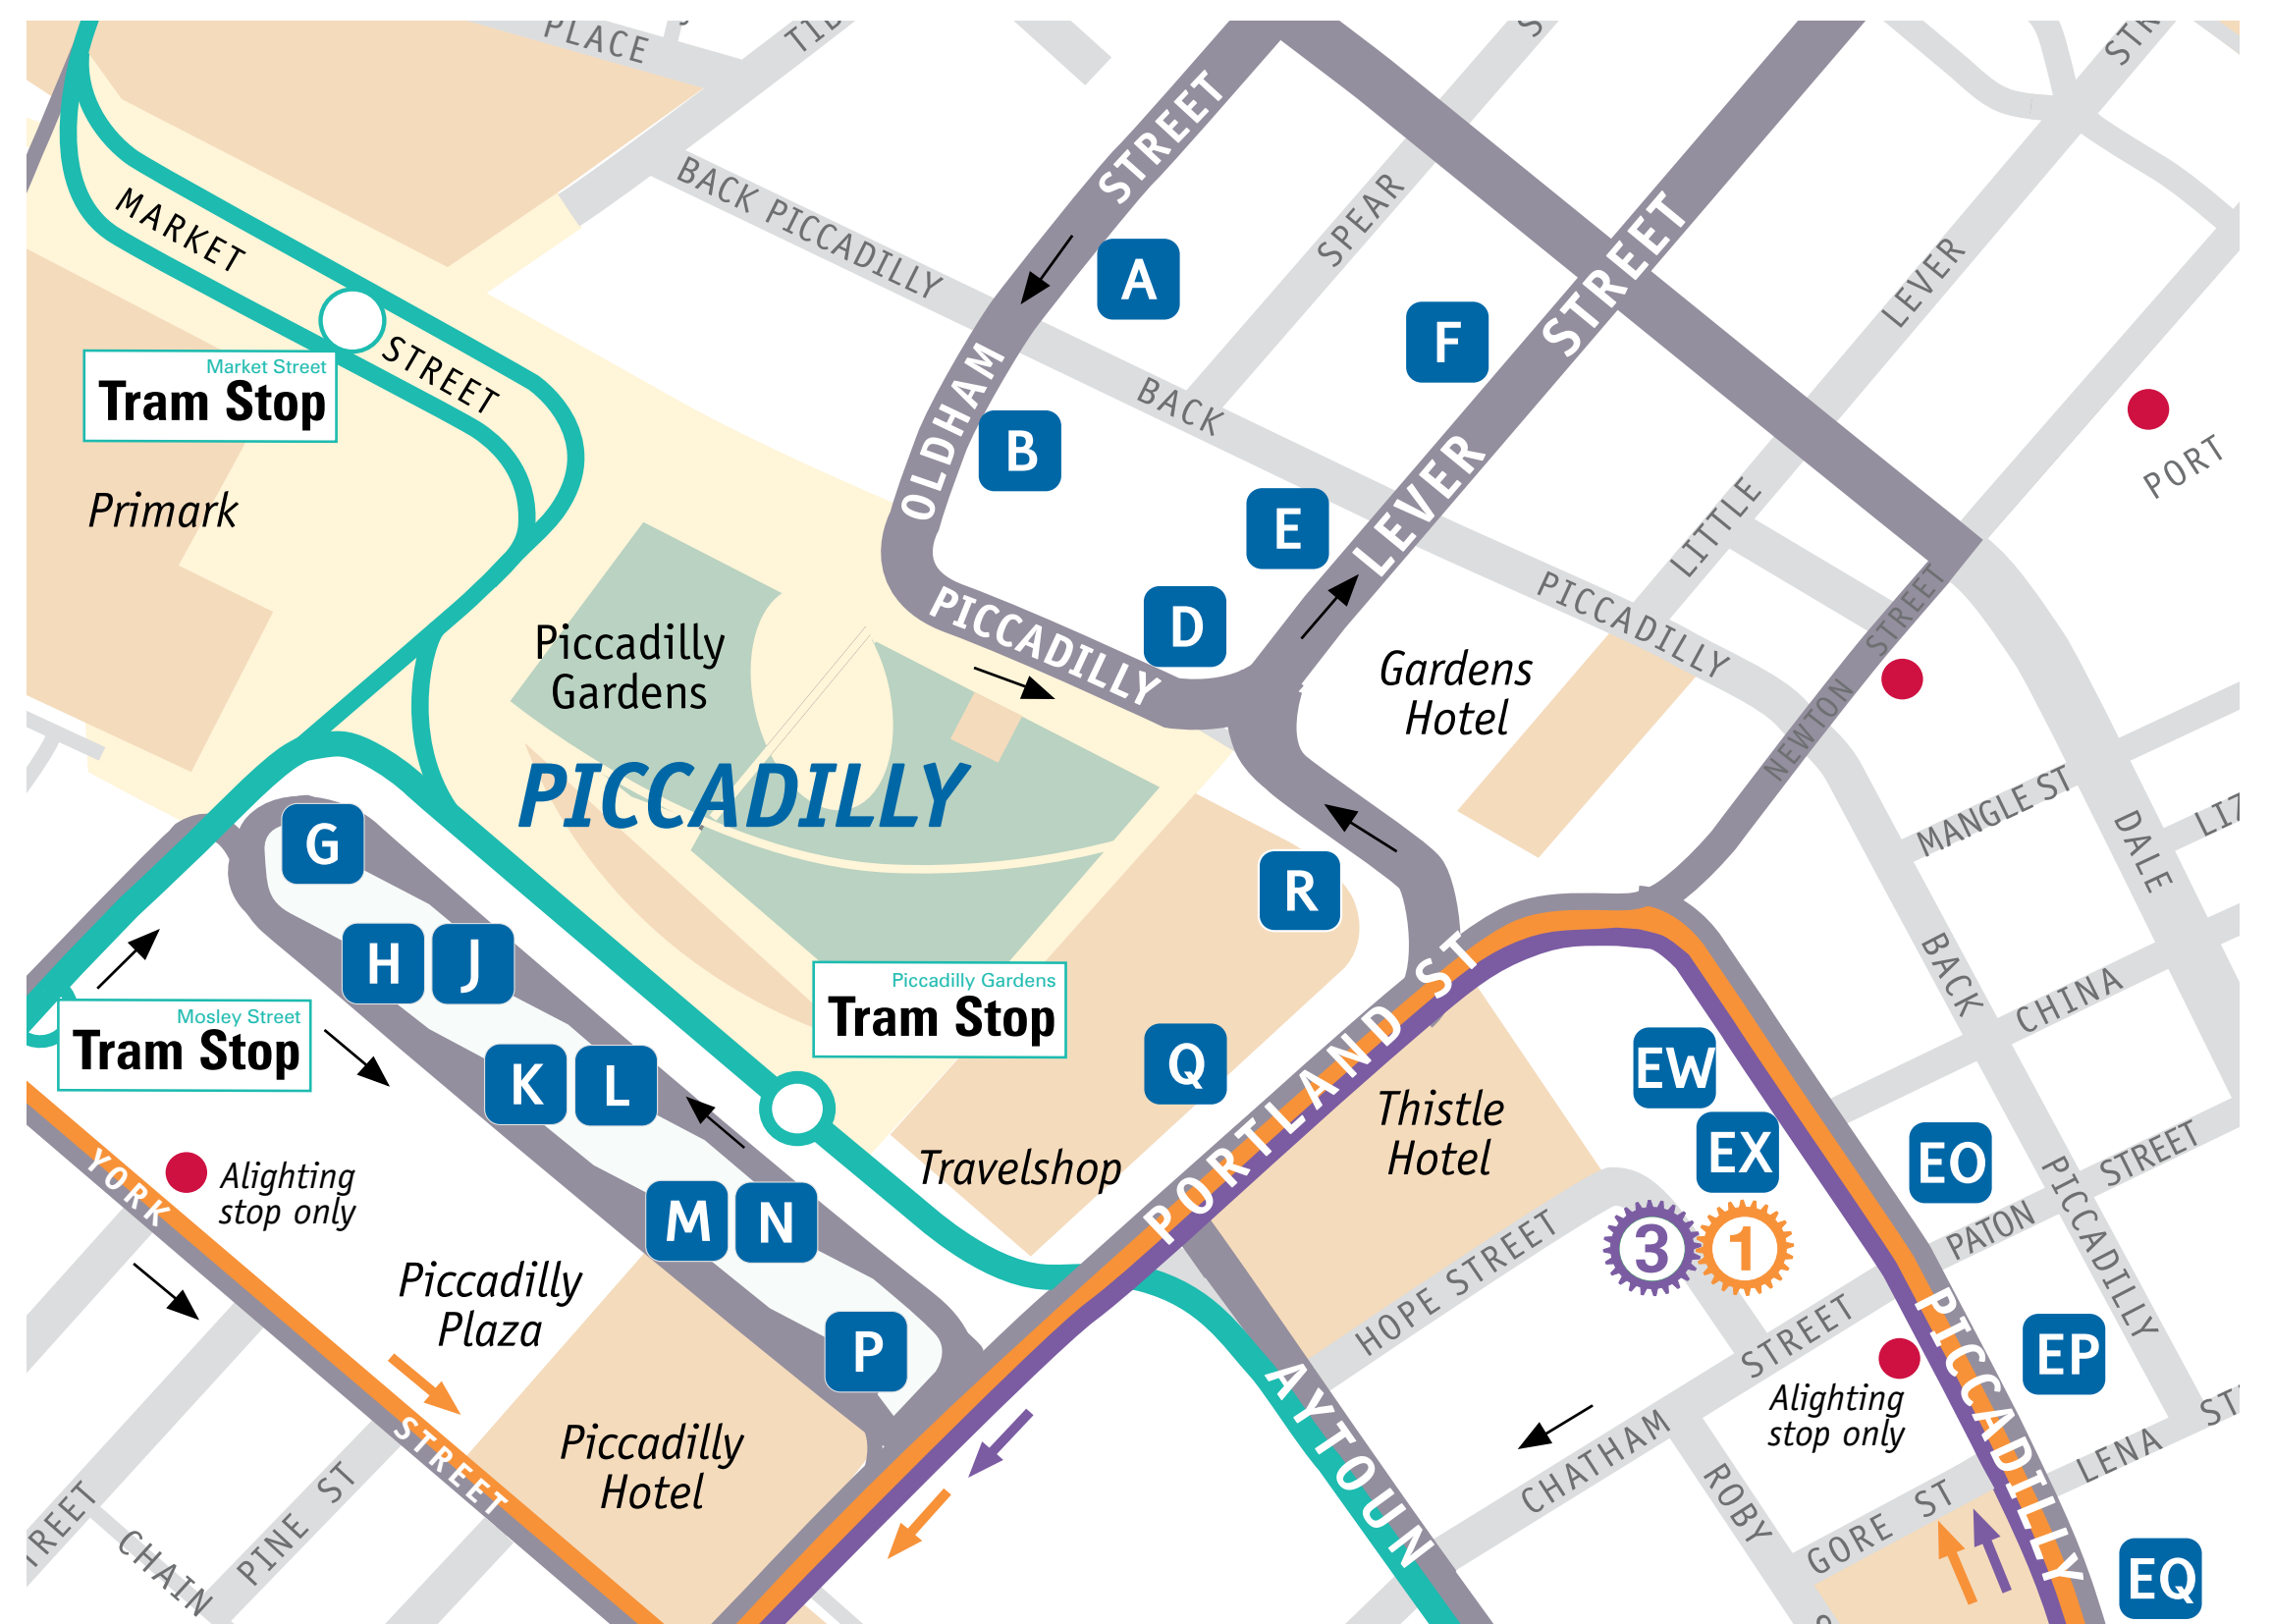 PLACE
MARKET
STREET
Market Street
Tram Stop
Primark
BACK PICCADILLY
STREET
OLDHAM
A
B
SPEAR
F
STREET
LEVER
BACK
E
D
PICCADILLY
LEVER
LITTLE
PICCADILLY
PORT
STREET
NEWTON
Gardens
Hotel
Piccadilly
Gardens
PICCADILLY
MANGLE ST
DALE
G
H
J
K
L
M
N
P
R
Q
Mosley Street
Tram Stop
Piccadilly Gardens
Tram Stop
Travelshop
PORTLAND ST
Thistle
Hotel
EW
EX
EO
EP
EQ
3
1
BACK
PICCADILLY
CHINA
PATON
STREET
HOPE STREET
CHATHAM
STREET
Alighting
stop only
PICCADILLY
LENA
ST
GORE ST
ROBY
AYTOUN
YORK
STREET
Alighting
stop only
Piccadilly
Plaza
Piccadilly
Hotel
PINE ST
CHAIN